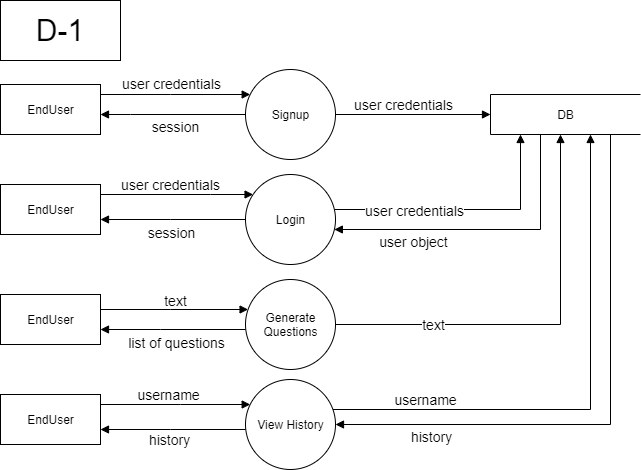 D-1
user credentials
EndUser
session
Signup
user credentials
DB
user credentials
EndUser
session
Login
user credentials
user object
text
EndUser
list of questions
Generate
Questions
text
username
EndUser
history
View History
username
history